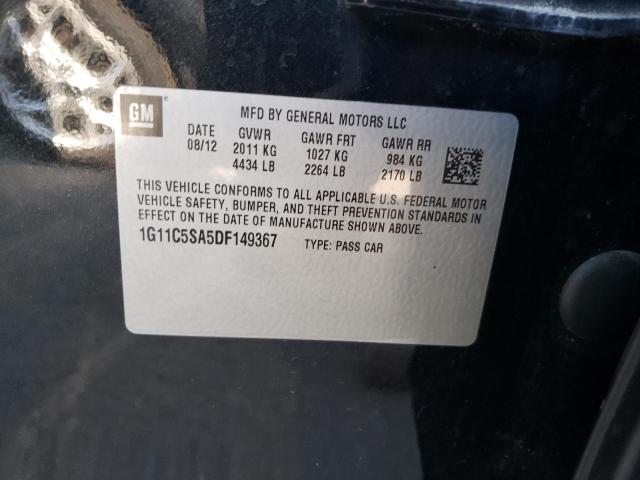 GM ®
MFD BY GENERAL MOTORS LLC
DATE GVWR GAWR FRT GAWR RR
08/12 2011 KG 1027 KG 984 KG
4434 LB 2264 LB 2170 LB
THIS VEHICLE CONFORMS TO ALL APPLICABLE U.S. FEDERAL MOTOR
VEHICLE SAFETY, BUMPER, AND THEFT PREVENTION STANDARDS IN
EFFECT ON THE DATE OF MANUFACTURE SHOWN ABOVE.
1G11C5SA5DF149367 TYPE: PASS CAR